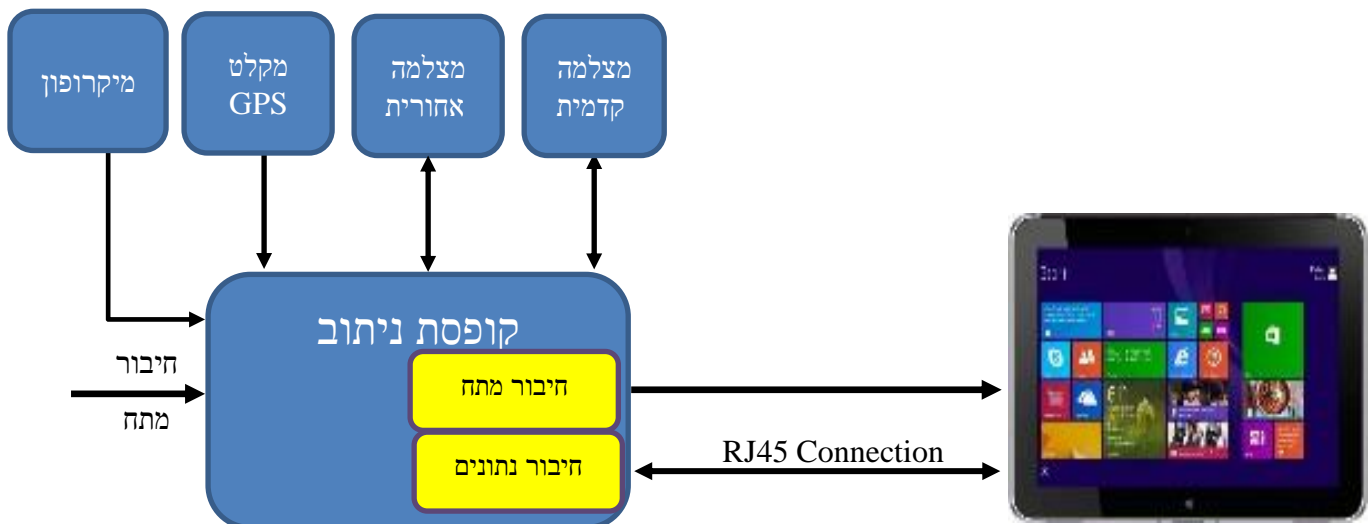 מיקרופון
מקלט
GPS
מצלמה
אחורית
מצלמה
קדמית
קופסת ניתוב
חיבור
מתח
חיבור מתח
חיבור נתונים
RJ45 Connection